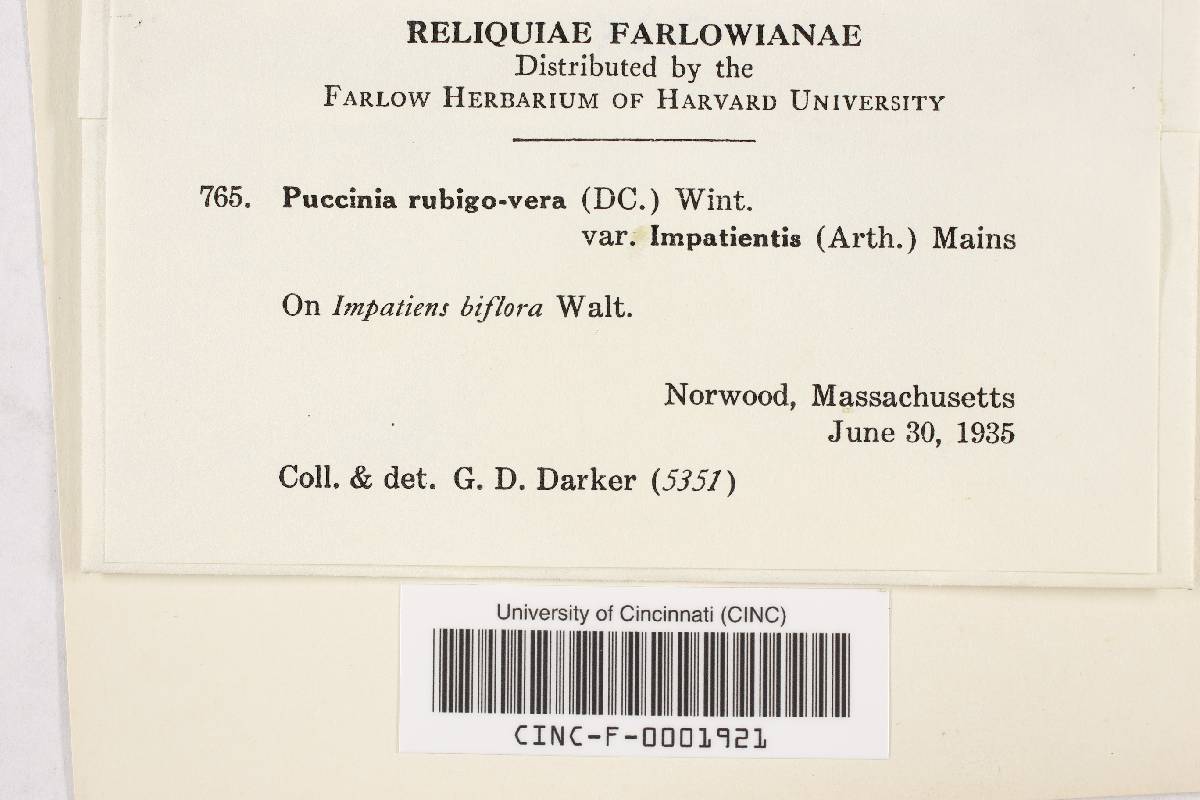 RELIQUIAE FARLOWIANAE
Distributed by the
FARLOW HERBARIUM OF HARVARD UNIVERSITY
765. Puccinia rubigo-vera (DC.) Wint.
var. Impatientis (Arth.) Mains
On Impatiens biflora Walt.
Norwood, Massachusetts
June 30, 1935
Coll. & det. G. D. Darker (5351)
University of Cincinnati (CINC)
CINC-F-0001921